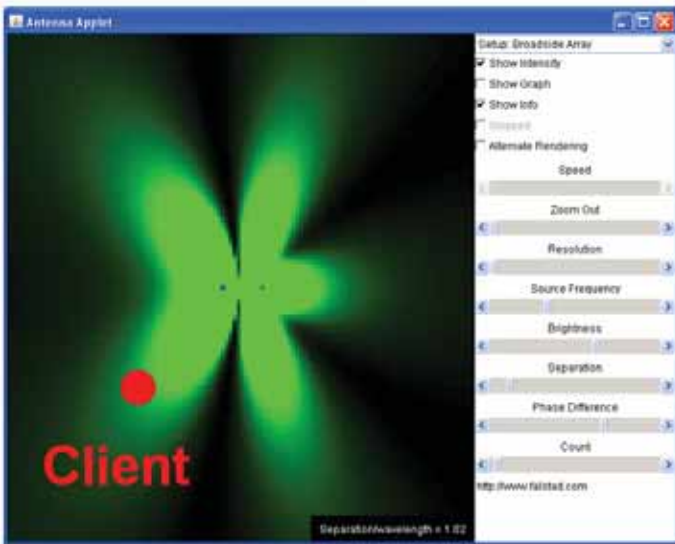 Antenna Applet
Setup: Broadside Array
Show Intensity
Show Graph
Show Info
Stopped
Alternate Rendering
Speed
Zoom Out
Resolution
Source Frequency
Brightness
Separation
Phase Difference
Count
http://www.falstad.com
Client
Separation/wavelength = 1.02